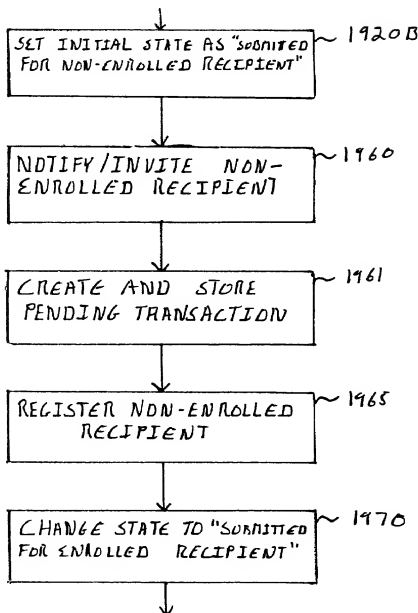 SET INITIAL STATE AS "SUBMITED
FOR NON-ENROLLED RECIPIENT"
1920B
NOTIFY/INVITE NON-
ENROLLED RECIPIENT
1960
CREATE AND STORE
PENDING TRANSACTION
1961
REGISTER NON-ENROLLED
RECIPIENT
1965
CHANGE STATE TO "SUBMITTED
FOR ENROLLED RECIPIENT"
1970